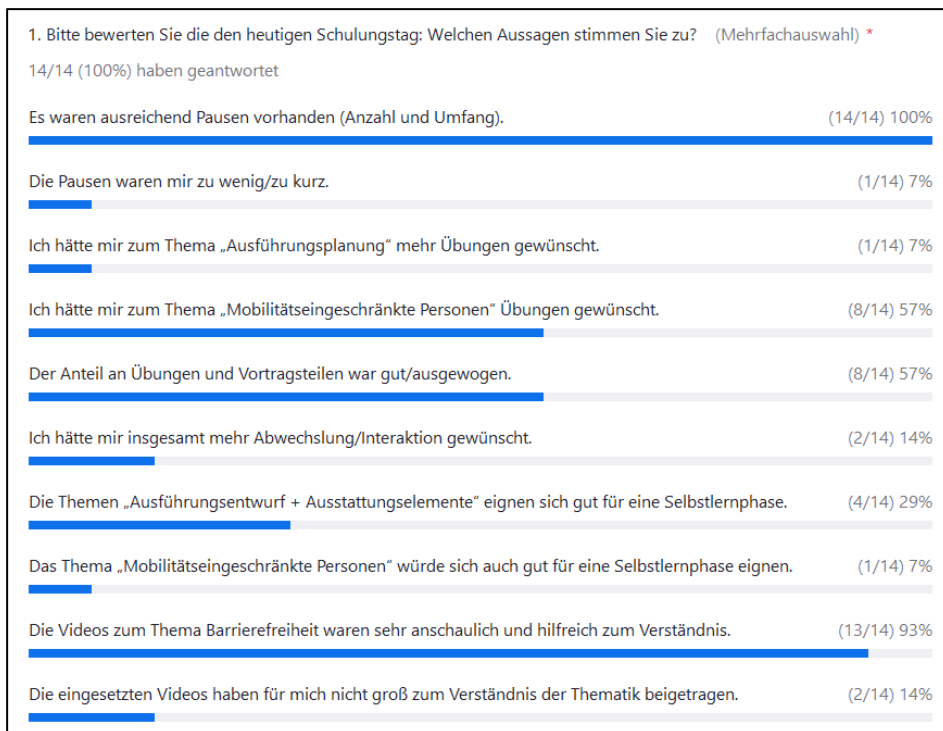 1. Bitte bewerten Sie die den heutigen Schulungstag: Welchen Aussagen stimmen Sie zu? (Mehrfachauswahl) *
14/14 (100%) haben geantwortet
Es waren ausreichend Pausen vorhanden (Anzahl und Umfang). (14/14) 100%
Die Pausen waren mir zu wenig/zu kurz. (1/14) 7%
Ich hätte mir zum Thema „Ausführungsplanung“ mehr Übungen gewünscht. (1/14) 7%
Ich hätte mir zum Thema „Mobilitätseingeschränkte Personen“ Übungen gewünscht. (8/14) 57%
Der Anteil an Übungen und Vortragsteilen war gut/ausgewogen. (8/14) 57%
Ich hätte mir insgesamt mehr Abwechslung/Interaktion gewünscht. (2/14) 14%
Die Themen „Ausführungsentwurf + Ausstattungselemente“ eignen sich gut für eine Selbstlernphase. (4/14) 29%
Das Thema „Mobilitätseingeschränkte Personen“ würde sich auch gut für eine Selbstlernphase eignen. (1/14) 7%
Die Videos zum Thema Barrierefreiheit waren sehr anschaulich und hilfreich zum Verständnis. (13/14) 93%
Die eingesetzten Videos haben für mich nicht groß zum Verständnis der Thematik beigetragen. (2/14) 14%